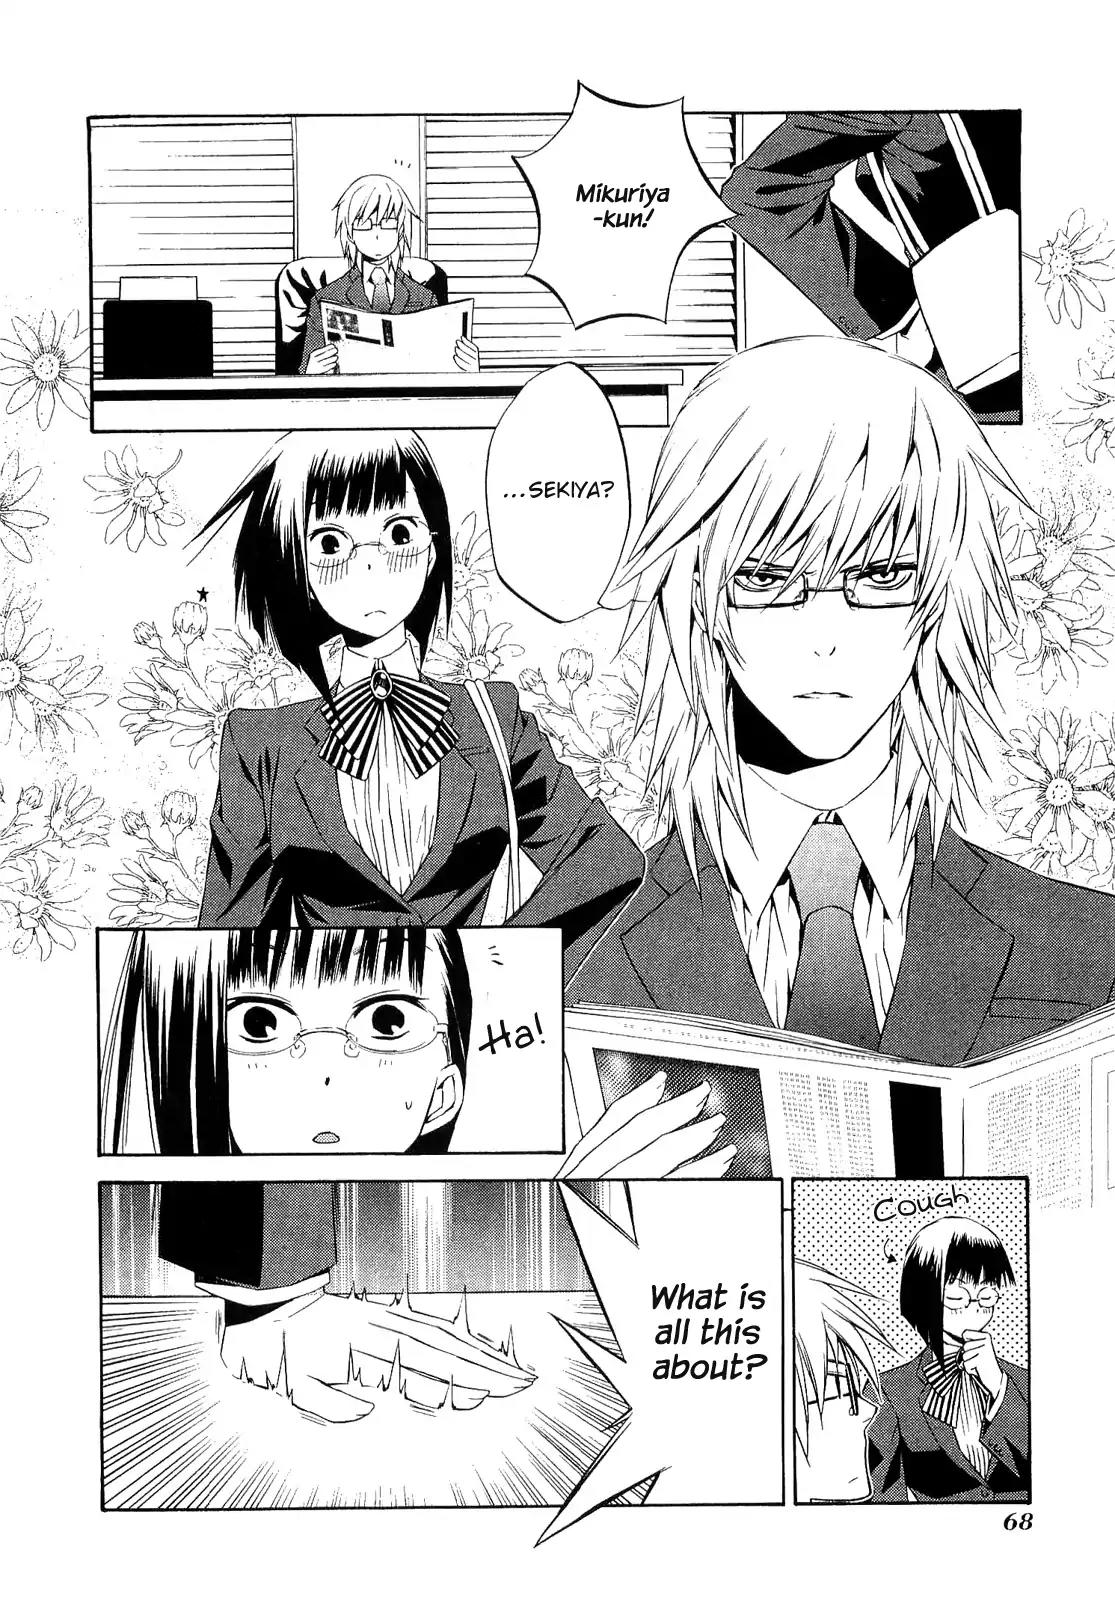 Mikuriya
-kun!
...SEKIYA?
Ha!
Cough
What is
all this
about?
68